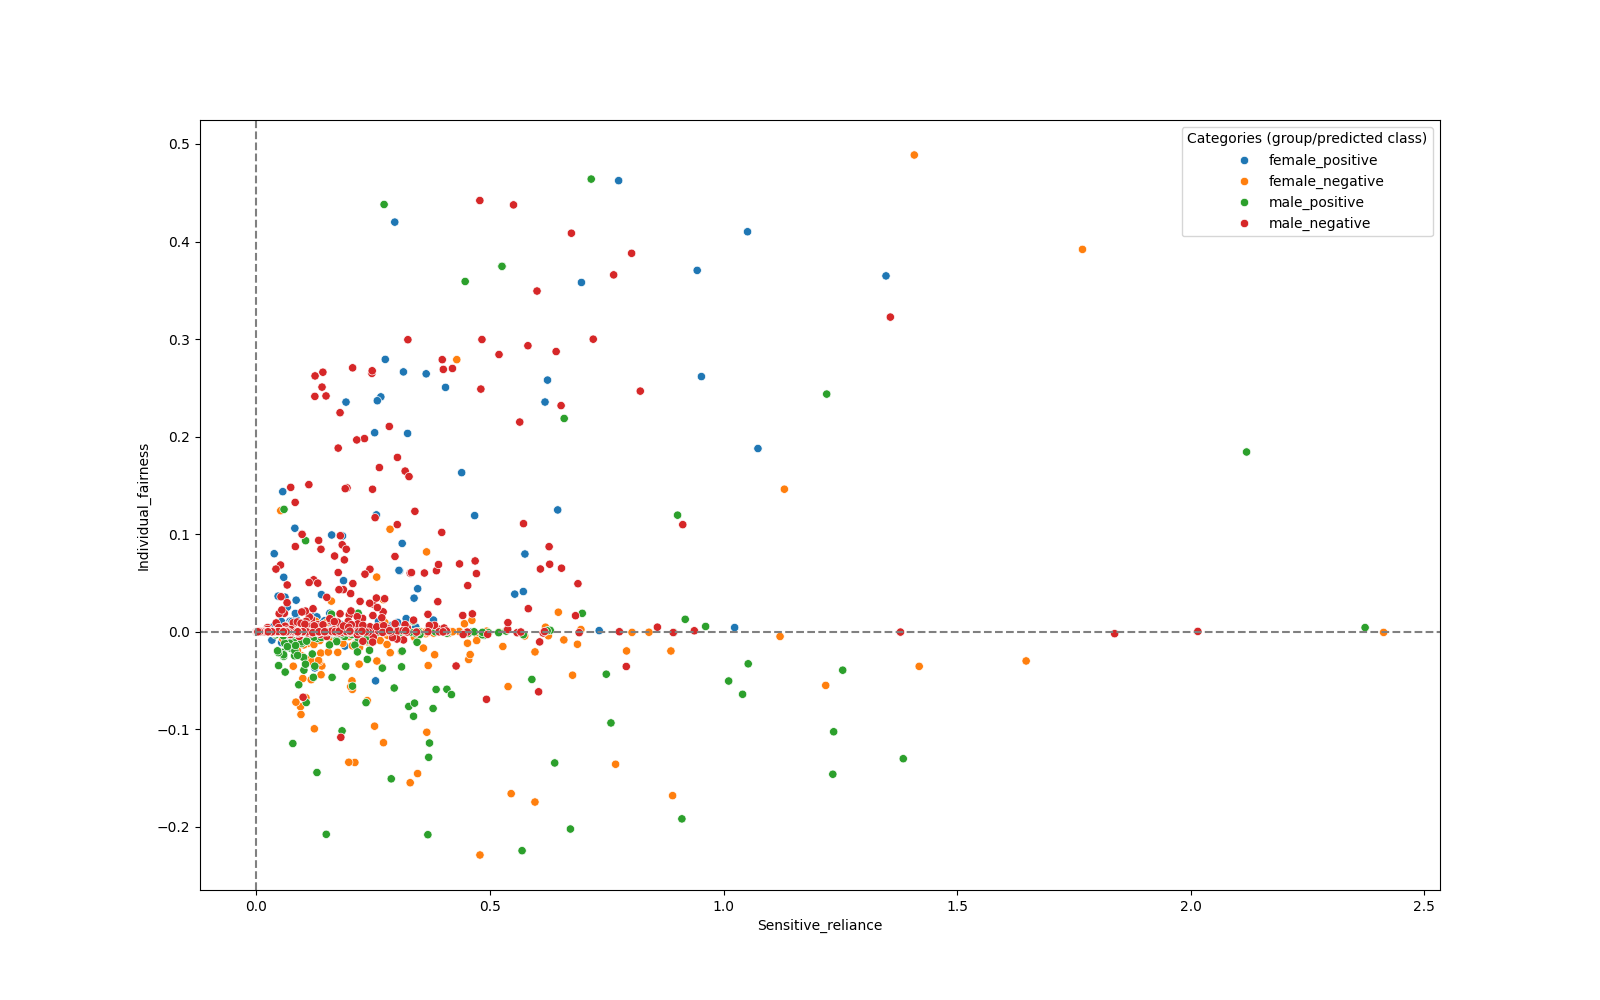 Categories (group/predicted class)
female_positive
female_negative
male_positive
male_negative
0.5
0.4
0.3
0.2
0.1
0.0
−0.1
−0.2
Individual_fairness
0.0
0.5
1.0
1.5
2.0
2.5
Sensitive_reliance